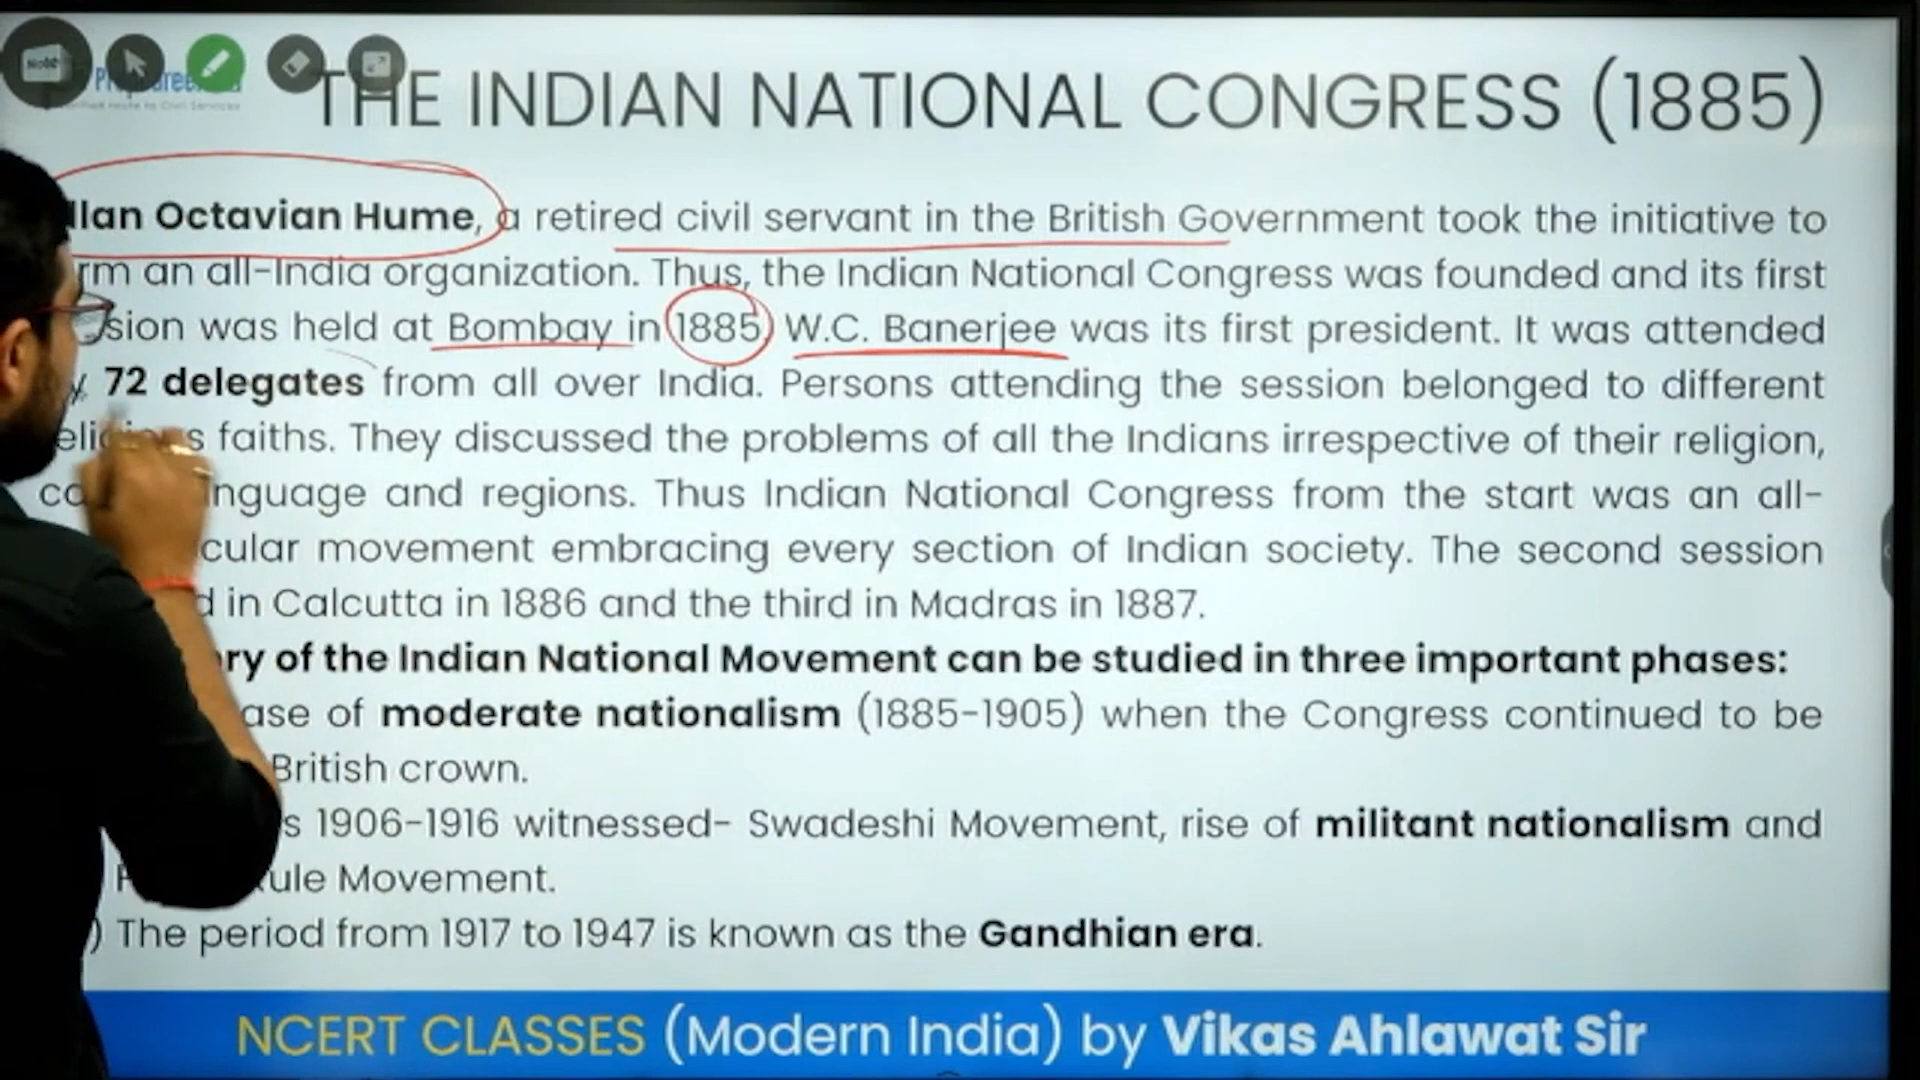 Note
THE INDIAN NATIONAL CONGRESS (1885)
llan Octavian Hume, a retired civil servant in the British Government took the initiative to
rm an all-India organization. Thus, the Indian National Congress was founded and its first
sion was held at Bombay in 1885. W.C. Banerjee was its first president. It was attended
y 72 delegates from all over India. Persons attending the session belonged to different
faiths. They discussed the problems of all the Indians irrespective of their religion,
nguage and regions. Thus Indian National Congress from the start was an all-
cular movement embracing every section of Indian society. The second session
d in Calcutta in 1886 and the third in Madras in 1887.
ry of the Indian National Movement can be studied in three important phases:
ase of moderate nationalism (1885-1905) when the Congress continued to be
British crown.
s 1906-1916 witnessed- Swadeshi Movement, rise of militant nationalism and
ule Movement.
) The period from 1917 to 1947 is known as the Gandhian era.
NCERT CLASSES (Modern India) by Vikas Ahlawat Sir